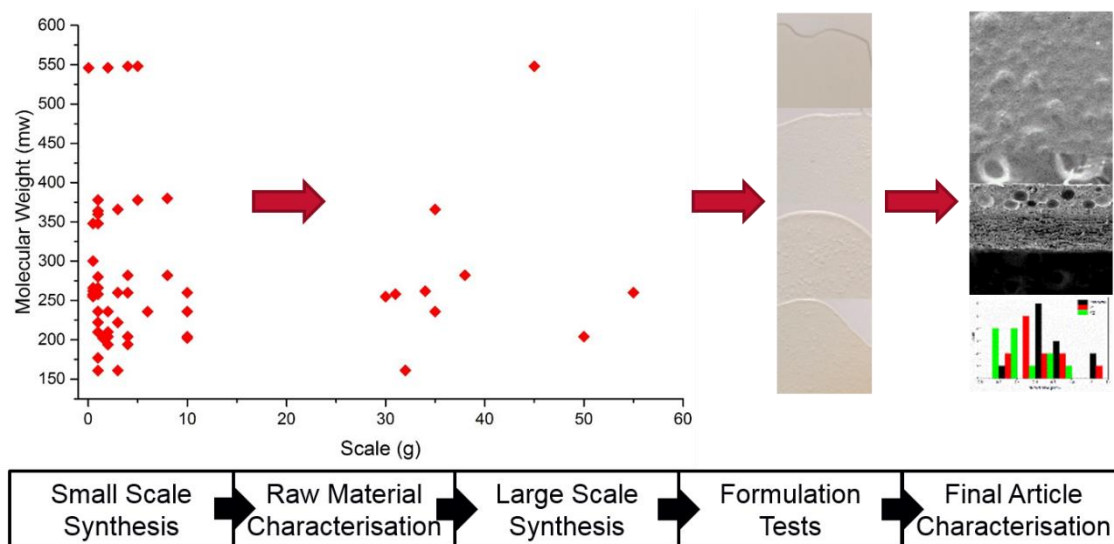 600
550
500
450
400
350
300
250
200
150
Molecular Weight (mw)
0 10 20 30 40 50 60
Scale (g)
Small Scale
Synthesis
Raw Material
Characterisation
Large Scale
Synthesis
Formulation
Tests
Final Article
Characterisation